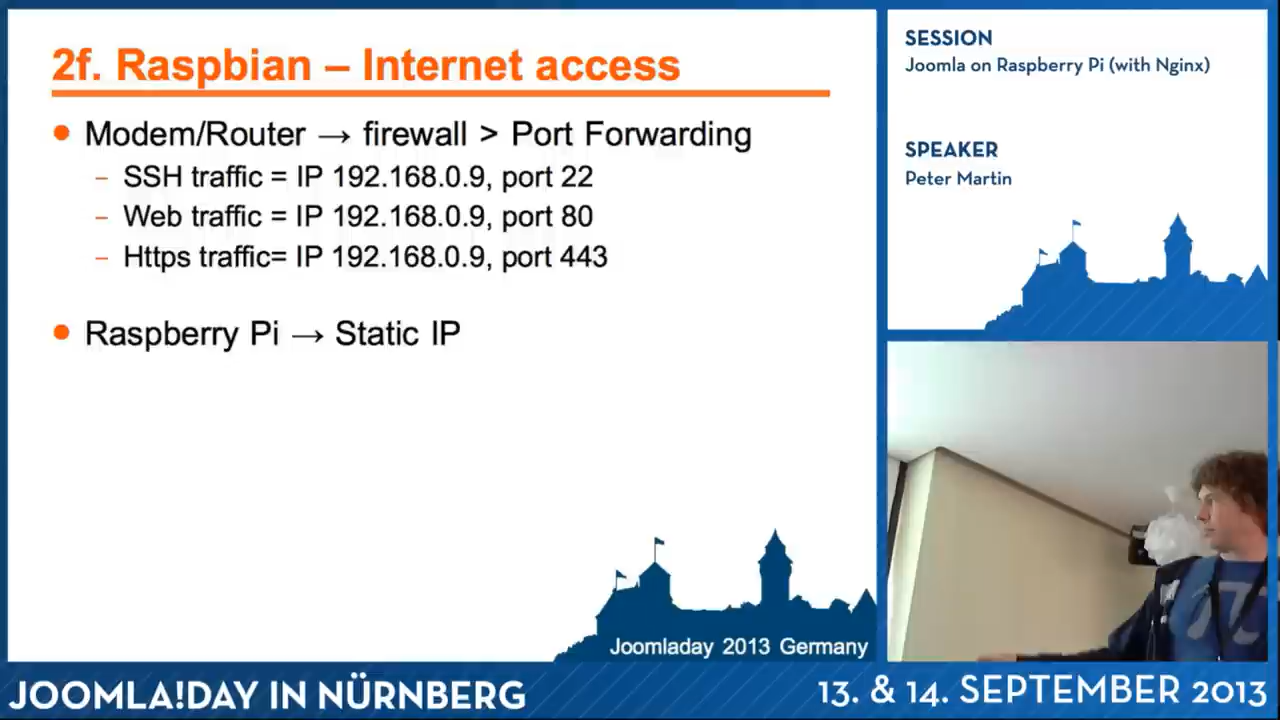 2f. Raspbian – Internet access
● Modem/Router → firewall > Port Forwarding
– SSH traffic = IP 192.168.0.9, port 22
– Web traffic = IP 192.168.0.9, port 80
– Https traffic= IP 192.168.0.9, port 443
● Raspberry Pi → Static IP
Joomladay 2013 Germany
SESSION
Joomla on Raspberry Pi (with Nginx)
SPEAKER
Peter Martin
JOOMLA!DAY IN NÜRNBERG
13. & 14. SEPTEMBER 2013